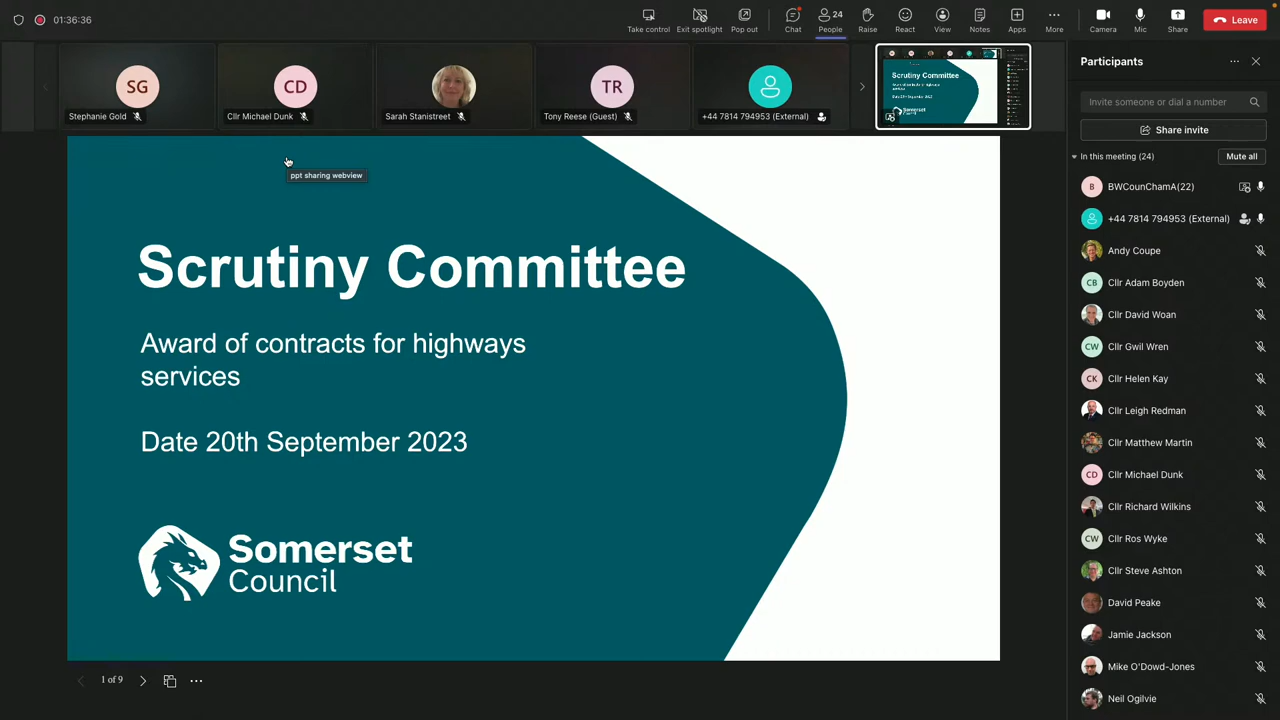 01:36:36
Take control
Exit spotlight
Pop out
Chat
24
People
Raise
React
View
Notes
Apps
More
Camera
Mic
Share
Leave
SG
Stephanie Gold
CD
Cllr Michael Dunk
Sarah Stanistreet
TR
Tony Reese (Guest)
+44 7814 794953 (External)
Scrutiny Committee
ppt sharing webview
Scrutiny Committee
Award of contracts for highways
services
Date 20th September 2023
Somerset
Council
1 of 9
Participants
Invite someone or dial a number
Share invite
In this meeting (24)
Mute all
B
BWCounChamA(22)
+44 7814 794953 (External)
Andy Coupe
CB
Cllr Adam Boyden
Cllr David Woan
CW
Cllr Gwil Wren
CK
Cllr Helen Kay
Cllr Leigh Redman
Cllr Matthew Martin
CD
Cllr Michael Dunk
Cllr Richard Wilkins
CW
Cllr Ros Wyke
Cllr Steve Ashton
David Peake
Jamie Jackson
Mike O'Dowd-Jones
Neil Ogilvie